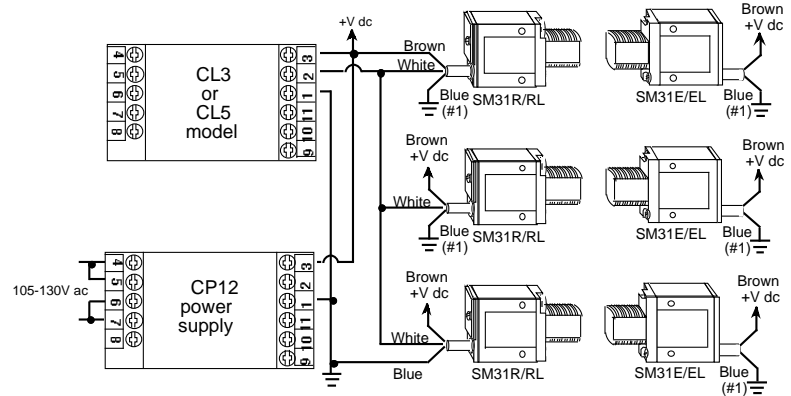 +V dc
CL3
or
CL5
model
4
5
6
7
8
3
2
1
11
10
9
Brown
White
Blue
(#1)
SM31R/RL
SM31E/EL
Brown
+V dc
Blue
(#1)
Brown
+V dc
White
Blue
(#1)
SM31R/RL
SM31E/EL
Brown
+V dc
Blue
(#1)
105-130V ac
CP12
power
supply
4
5
6
7
8
3
2
1
11
10
9
Brown
+V dc
White
Blue
SM31R/RL
SM31E/EL
Brown
+V dc
Blue
(#1)